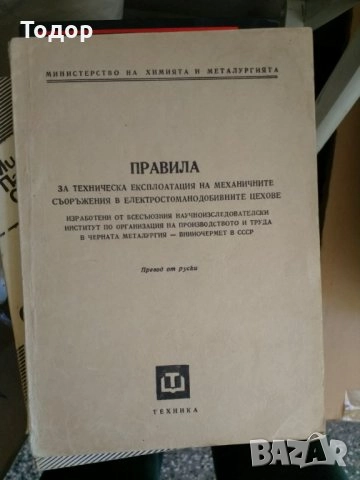 Тодор
МИНИСТЕРСТВО НА ХИМИЯТА И МЕТАЛУРГИЯТА
ПРАВИЛА
ЗА ТЕХНИЧЕСКА ЕКСПЛОАТАЦИЯ НА МЕХАНИЧНИТЕ
СЪОРЪЖЕНИЯ В ЕЛЕКТРОСТОМАНОДОБИВНИТЕ ЦЕХОВЕ
ИЗРАБОТЕНИ ОТ ВСЕСЪЮЗНИЯ НАУЧНОИЗСЛЕДОВАТЕЛСКИ
ИНСТИТУТ ПО ОРГАНИЗАЦИЯ НА ПРОИЗВОДСТВОТО И ТРУДА
В ЧЕРНАТА МЕТАЛУРГИЯ — ВНИИОЧЕРМЕТ В СССР
Превод от руски
Т
ТЕХНИКА
BAZAR
bg